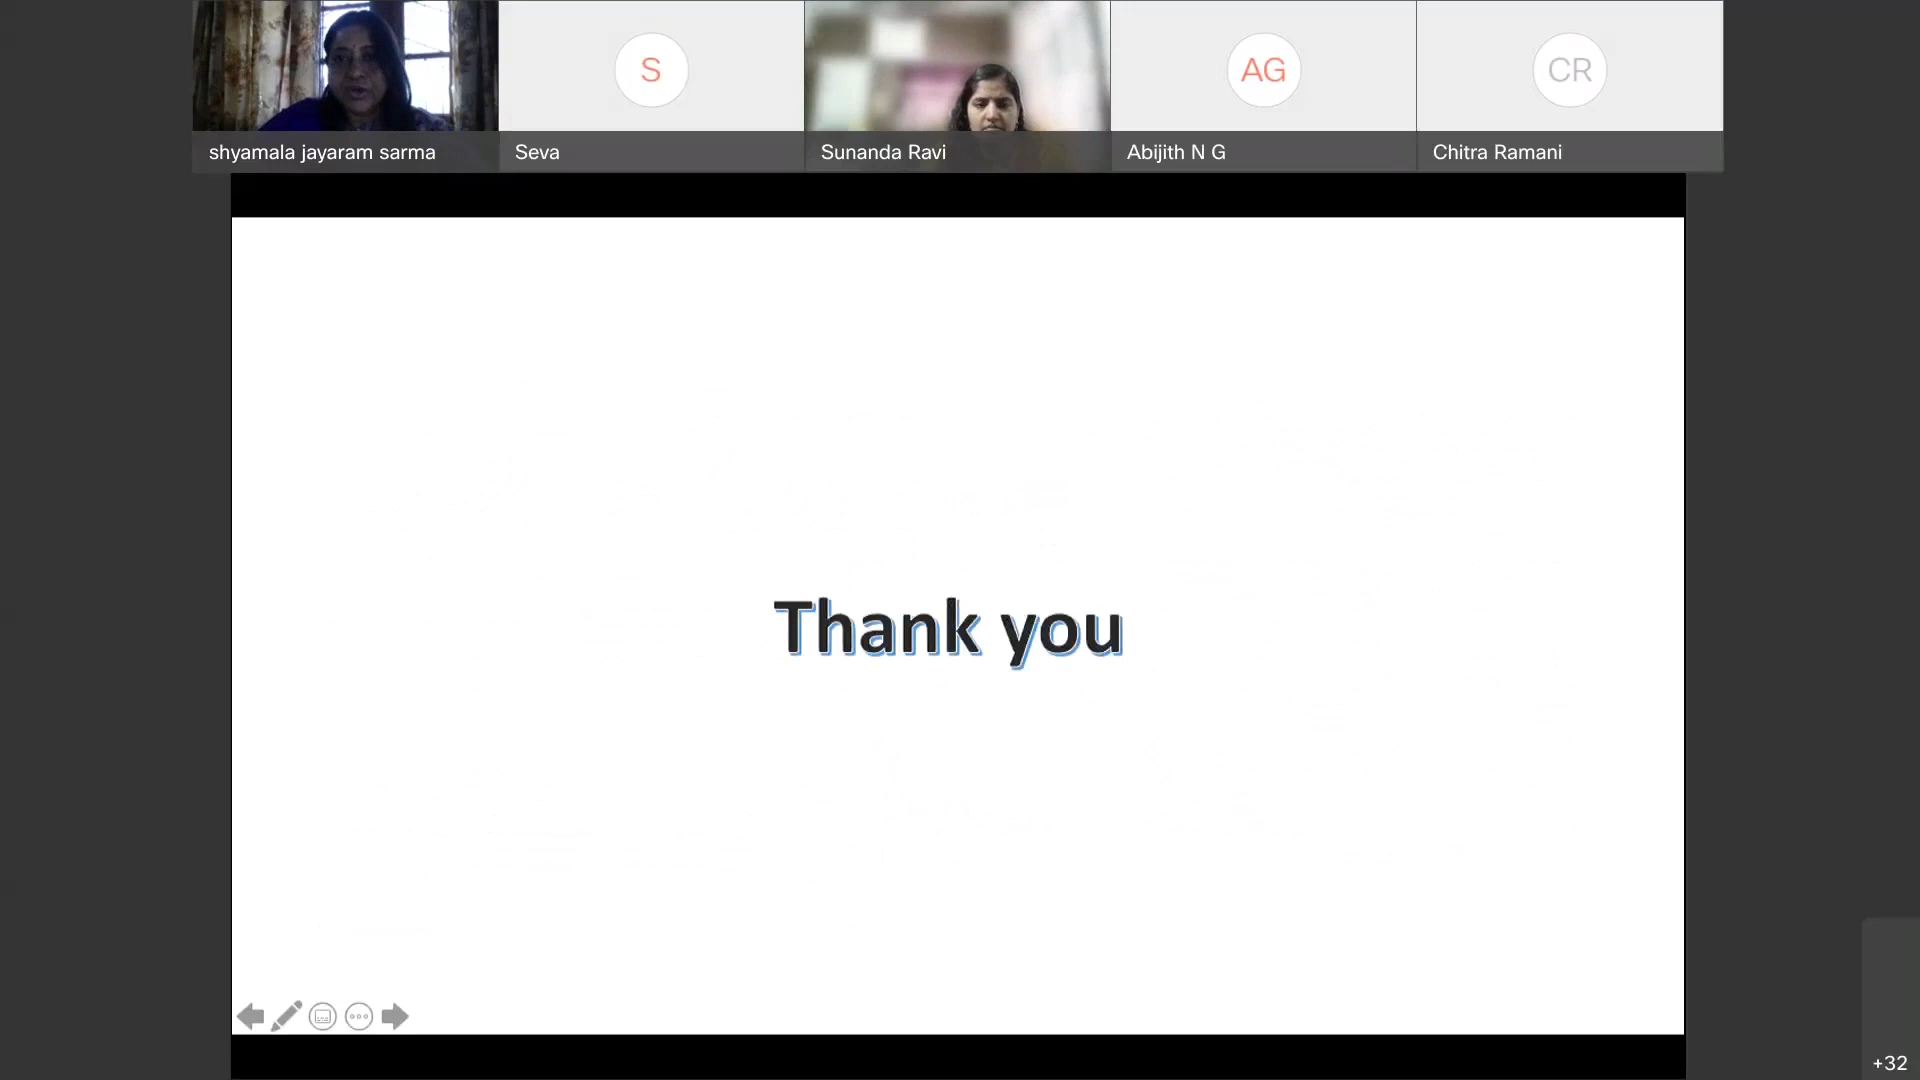 S
AG
CR
shyamala jayaram sarma
Seva
Sunanda Ravi
Abijith N G
Chitra Ramani
Thank you
+32